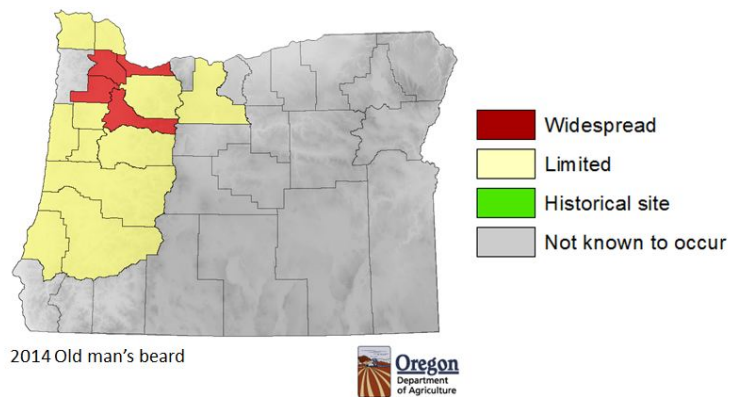 Widespread
Limited
Historical site
Not known to occur
2014 Old man's beard
Oregon
Department
of Agriculture